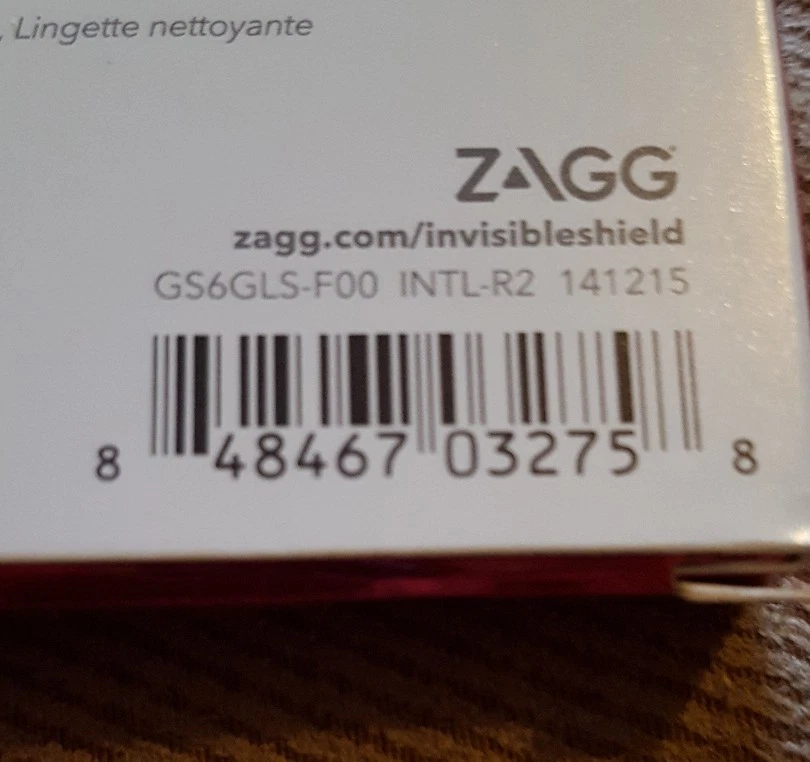 , Lingette nettoyante
ZAGG
zagg.com/invisibleshield
GS6GLS-F00 INTL-R2 141215
8 48467 03275 8